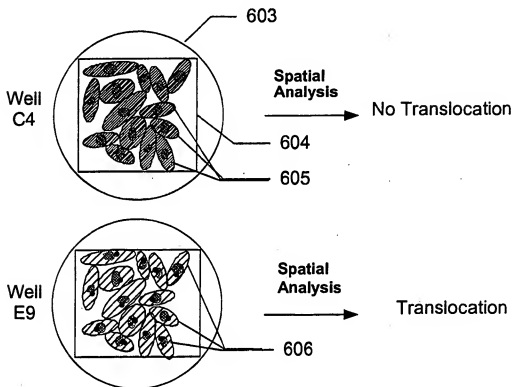 603
Well
C4
Spatial
Analysis
No Translocation
604
605
Well
E9
Spatial
Analysis
Translocation
606